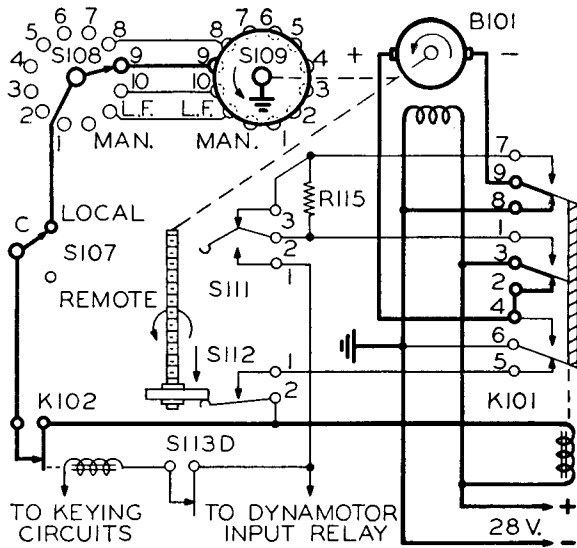 7 6
6 7 5 B101
5 8 8
4 S108 9 9 S109 4 + -
3 10 10 3
2 L.F. L.F. 2
1 MAN. MAN. 1
7
9
3 R115 8
C LOCAL 2 1
S107 1 3
REMOTE S111 2
4
S112 1 6
2 5
K102 K101
S113D
TO KEYING CIRCUITS
TO DYNAMOTOR INPUT RELAY
+
28 V.
-